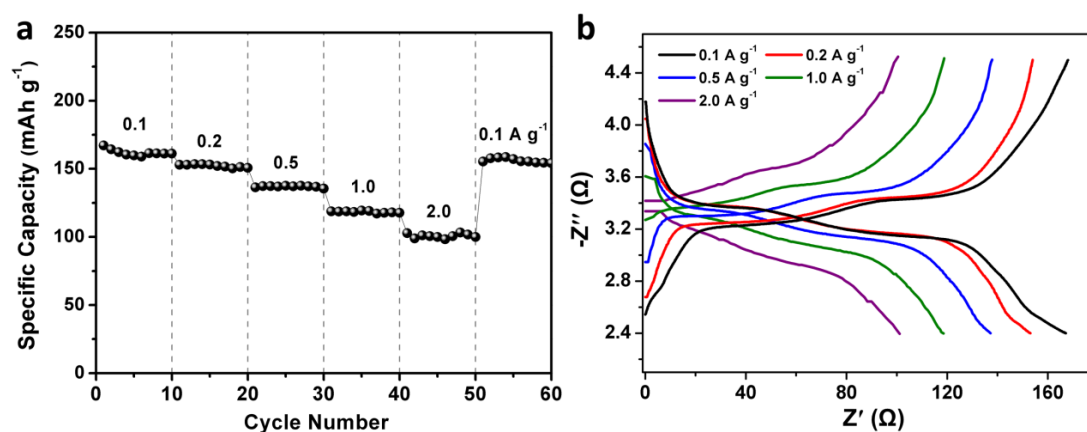 a
250
200
150
100
50
0
Specific Capacity (mAh g⁻¹)
0.1
0.2
0.5
1.0
2.0
0.1 A g⁻¹
0 10 20 30 40 50 60
Cycle Number
b
0.1 A g⁻¹ 0.2 A g⁻¹
0.5 A g⁻¹ 1.0 A g⁻¹
2.0 A g⁻¹
4.4
4.0
3.6
3.2
2.8
2.4
-Z′′ (Ω)
0 40 80 120 160
Z′ (Ω)